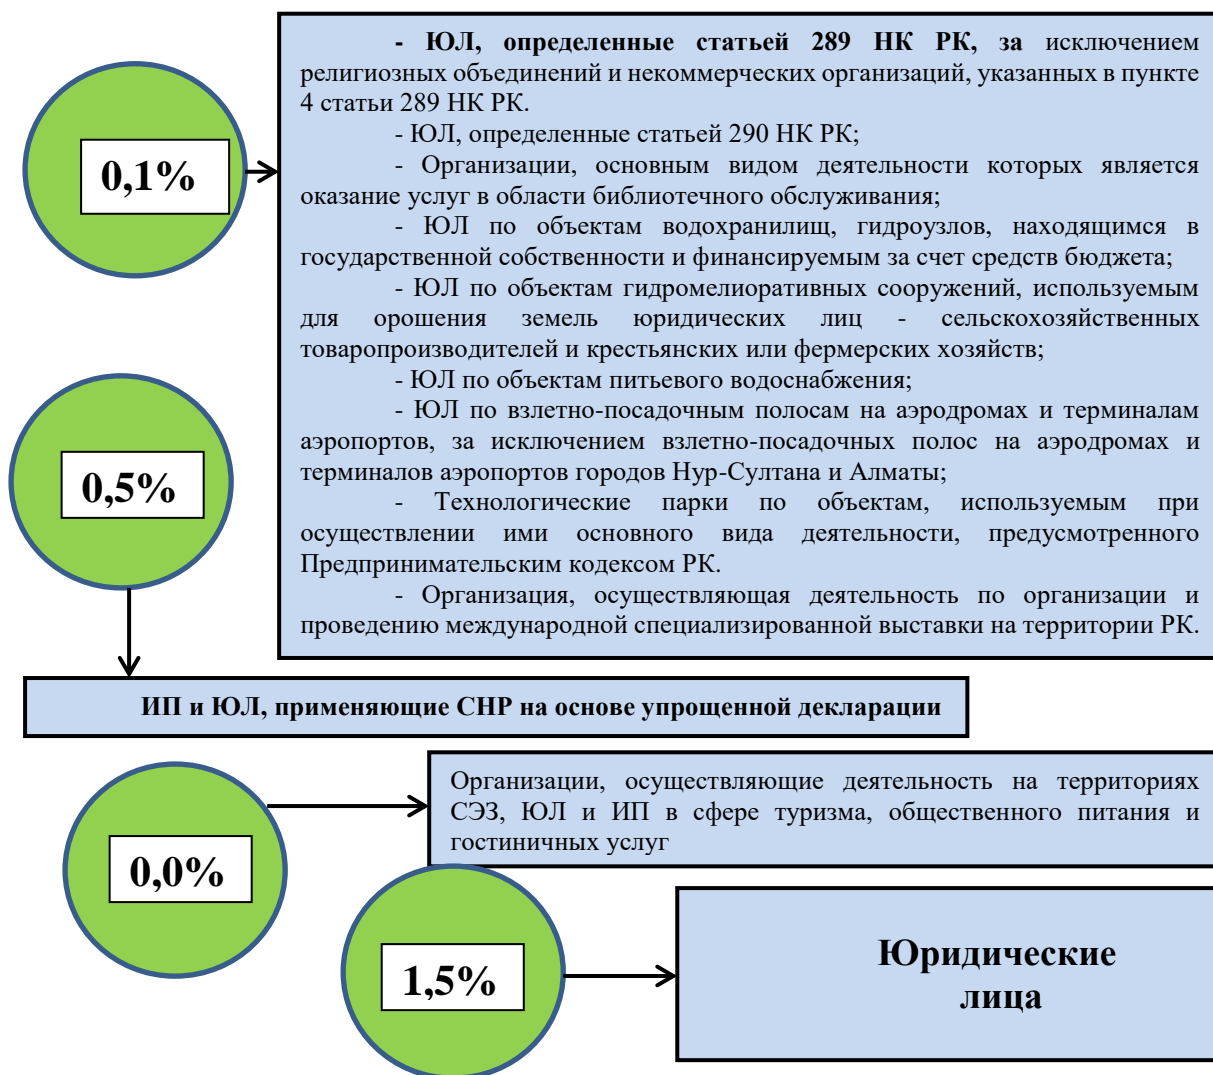 0,1%
- ЮЛ, определенные статьей 289 НК РК, за исключением
религиозных объединений и некоммерческих организаций, указанных в пункте
4 статьи 289 НК РК.
- ЮЛ, определенные статьей 290 НК РК;
- Организации, основным видом деятельности которых является
оказание услуг в области библиотечного обслуживания;
- ЮЛ по объектам водохранилищ, гидроузлов, находящимся в
государственной собственности и финансируемым за счет средств бюджета;
- ЮЛ по объектам гидромелиоративных сооружений, используемым
для орошения земель юридических лиц - сельскохозяйственных
товаропроизводителей и крестьянских или фермерских хозяйств;
- ЮЛ по объектам питьевого водоснабжения;
- ЮЛ по взлетно-посадочным полосам на аэродромах и терминалам
аэропортов, за исключением взлетно-посадочных полос на аэродромах и
терминалов аэропортов городов Нур-Султана и Алматы;
- Технологические парки по объектам, используемым при
осуществлении ими основного вида деятельности, предусмотренного
Предпринимательским кодексом РК.
- Организация, осуществляющая деятельность по организации и
проведению международной специализированной выставки на территории РК.
0,5%
ИП и ЮЛ, применяющие СНР на основе упрощенной декларации
0,0%
Организации, осуществляющие деятельность на территориях
СЭЗ, ЮЛ и ИП в сфере туризма, общественного питания и
гостиничных услуг
1,5%
Юридические
лица